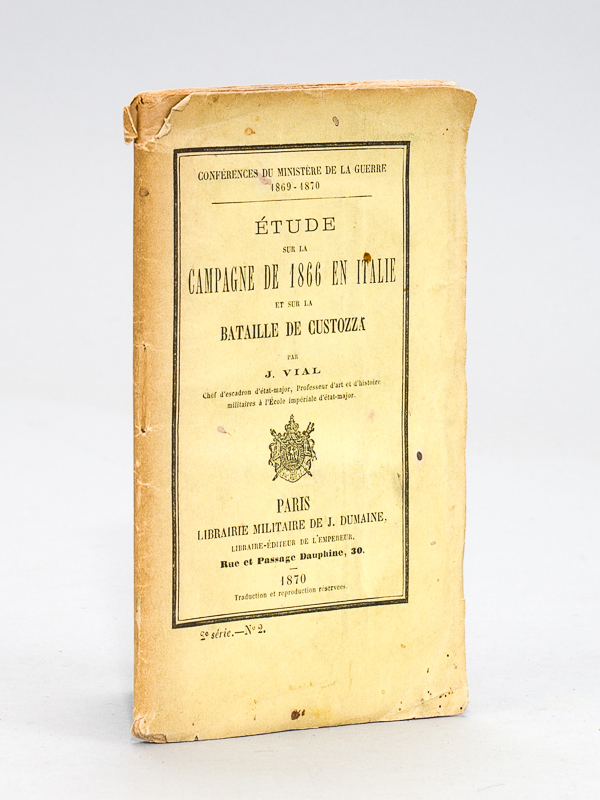 CONFÉRENCES DU MINISTÈRE DE LA GUERRE
1869-1870
ÉTUDE
SUR LA
CAMPAGNE DE 1866 EN ITALIE
ET SUR LA
BATAILLE DE CUSTOZZA
PAR
J. VIAL
Chef d'escadron d'état-major, Professeur d'art et d'histoire
militaires à l'École impériale d'état-major.
PARIS
LIBRAIRIE MILITAIRE DE J. DUMAINE,
LIBRAIRE-ÉDITEUR DE L'EMPEREUR,
Rue et Passage Dauphine, 30.
1870
Traduction et reproduction réservées.
2e série.—No 2.